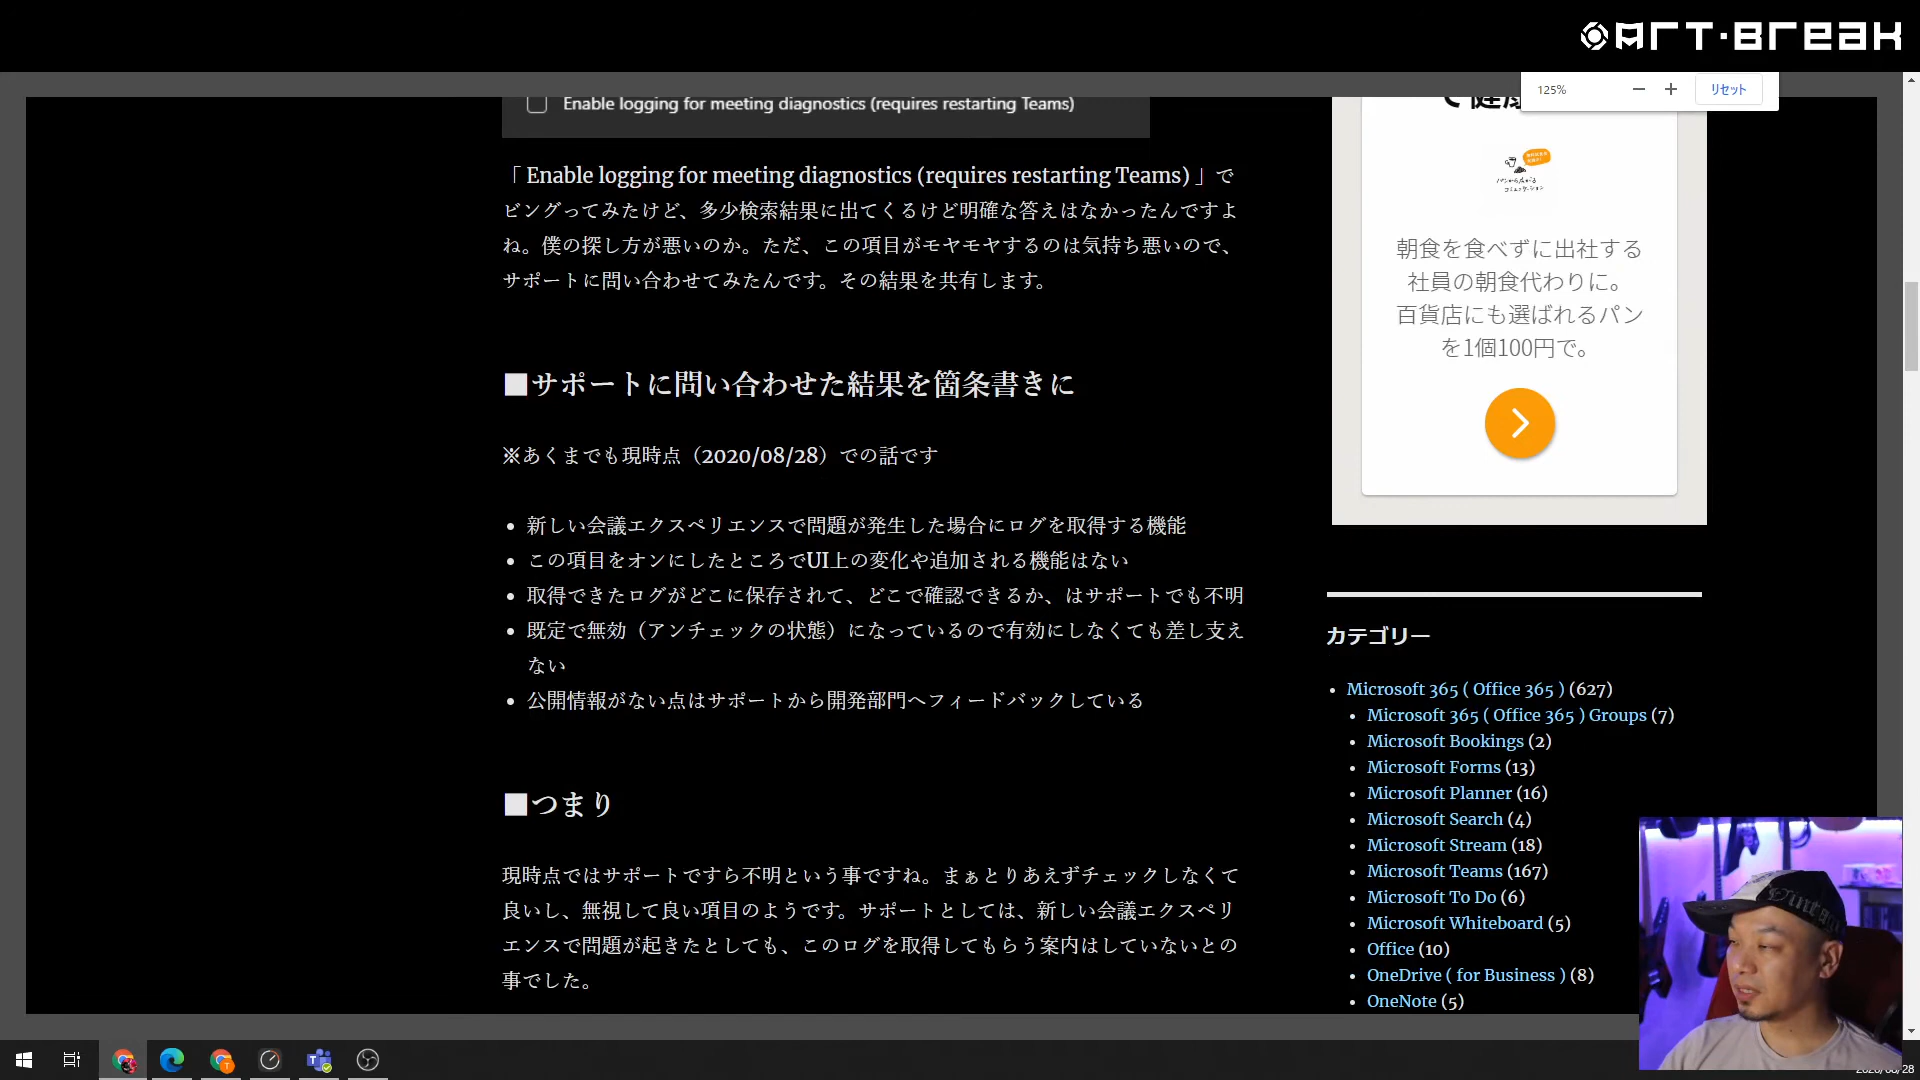 ART·BREAK
125%
リセット
Enable logging for meeting diagnostics (requires restarting Teams)
「 Enable logging for meeting diagnostics (requires restarting Teams) 」で
ビングってみたけど、多少検索結果に出てくるけど明確な答えはなかったんですよ
ね。僕の探し方が悪いのか。ただ、この項目がモヤモヤするのは気持ち悪いので、
サポートに問い合わせてみたんです。その結果を共有します。
■サポートに問い合わせた結果を箇条書きに
※あくまでも現時点（2020/08/28）での話です
• 新しい会議エクスペリエンスで問題が発生した場合にログを取得する機能
• この項目をオンにしたところでUI上の変化や追加される機能はない
• 取得できたログがどこに保存されて、どこで確認できるか、はサポートでも不明
• 既定で無効（アンチェックの状態）になっているので有効にしなくても差し支え
ない
• 公開情報がない点はサポートから開発部門へフィードバックしている
■つまり
現時点ではサポートですら不明という事ですね。まぁとりあえずチェックしなくて
良いし、無視して良い項目のようです。サポートとしては、新しい会議エクスペリ
エンスで問題が起きたとしても、このログを取得してもらう案内はしていないとの
事でした。
朝食を食べずに出社する
社員の朝食代わりに。
百貨店にも選ばれるパン
を1個100円で。
カテゴリー
• Microsoft 365 ( Office 365 ) (627)
• Microsoft 365 ( Office 365 ) Groups (7)
• Microsoft Bookings (2)
• Microsoft Forms (13)
• Microsoft Planner (16)
• Microsoft Search (4)
• Microsoft Stream (18)
• Microsoft Teams (167)
• Microsoft To Do (6)
• Microsoft Whiteboard (5)
• Office (10)
• OneDrive ( for Business ) (8)
• OneNote (5)